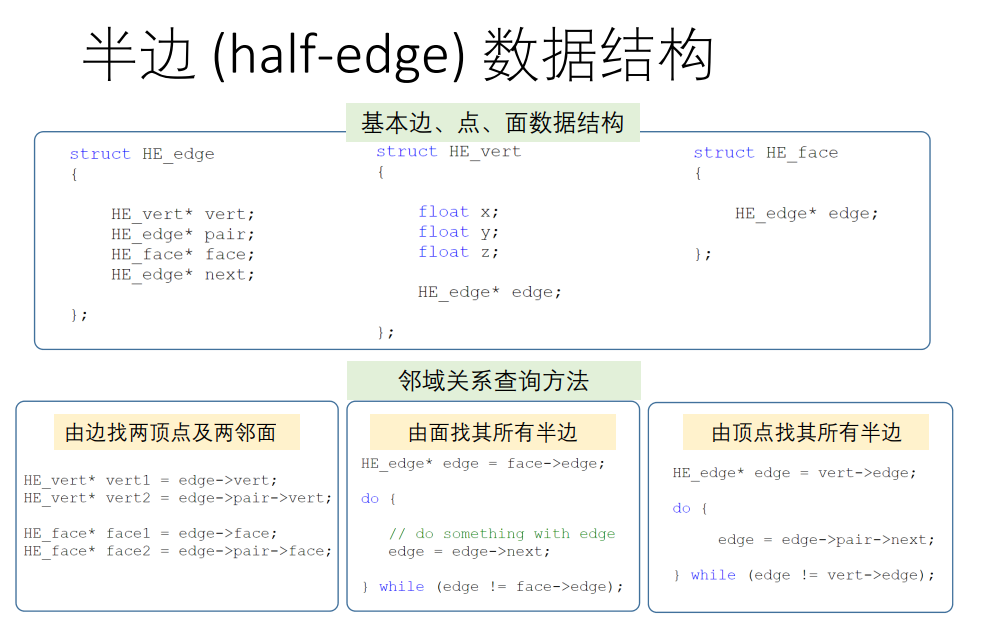 半边 (half-edge) 数据结构
基本边、点、面数据结构
struct HE_edge
{
HE_vert* vert;
HE_edge* pair;
HE_face* face;
HE_edge* next;
};
struct HE_vert
{
float x;
float y;
float z;
HE_edge* edge;
};
struct HE_face
{
HE_edge* edge;
};
邻域关系查询方法
由边找两顶点及两邻面
HE_vert* vert1 = edge->vert;
HE_vert* vert2 = edge->pair->vert;
HE_face* face1 = edge->face;
HE_face* face2 = edge->pair->face;
由面找其所有半边
HE_edge* edge = face->edge;
do {
// do something with edge
edge = edge->next;
} while (edge != face->edge);
由顶点找其所有半边
HE_edge* edge = vert->edge;
do {
edge = edge->pair->next;
} while (edge != vert->edge);